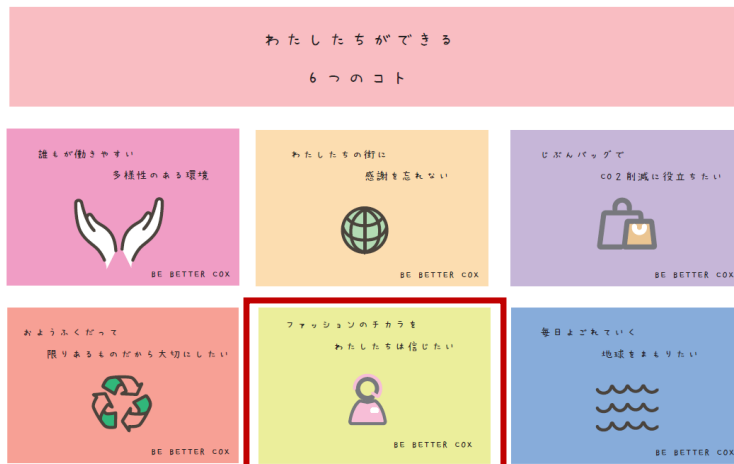 わたしたちができる
6つのコト
誰もが働きやすい
多様性のある環境
BE BETTER COX
わたしたちの街に
感謝を忘れない
BE BETTER COX
じぶんバッグで
CO2削減に役立ちたい
BE BETTER COX
おようふくだって
限りあるものだから大切にしたい
BE BETTER COX
ファッションのチカラを
わたしたちは信じたい
BE BETTER COX
毎日よごれていく
地球をまもりたい
BE BETTER COX